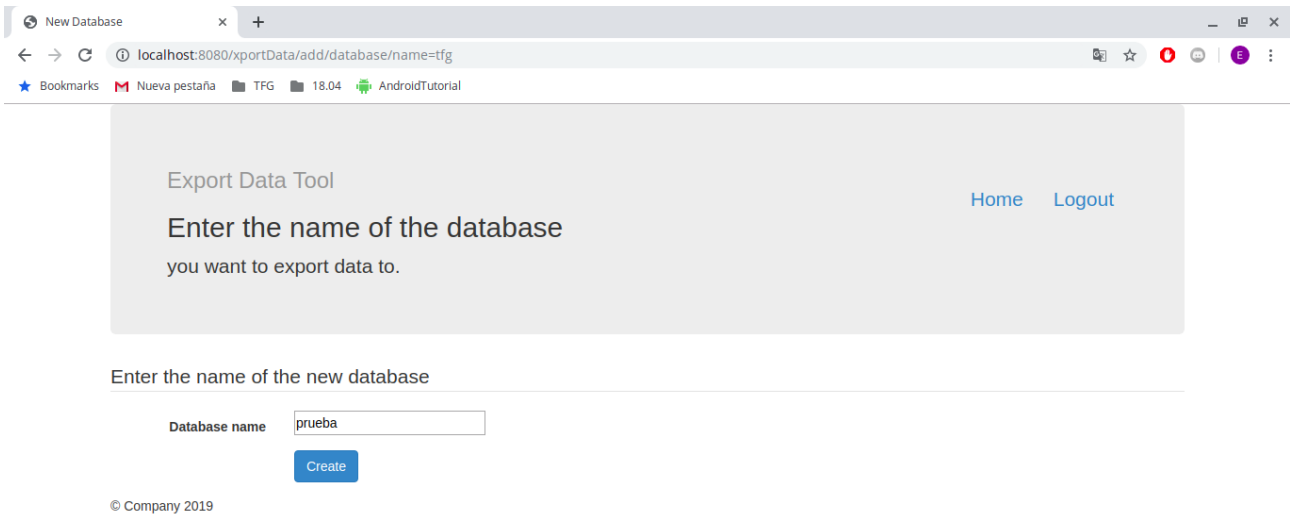 New Database
localhost:8080/xportData/add/database/name=tfg
Bookmarks Nueva pestaña TFG 18.04 AndroidTutorial
E
Export Data Tool
Home Logout
Enter the name of the database
you want to export data to.
Enter the name of the new database
Database name prueba
Create
© Company 2019